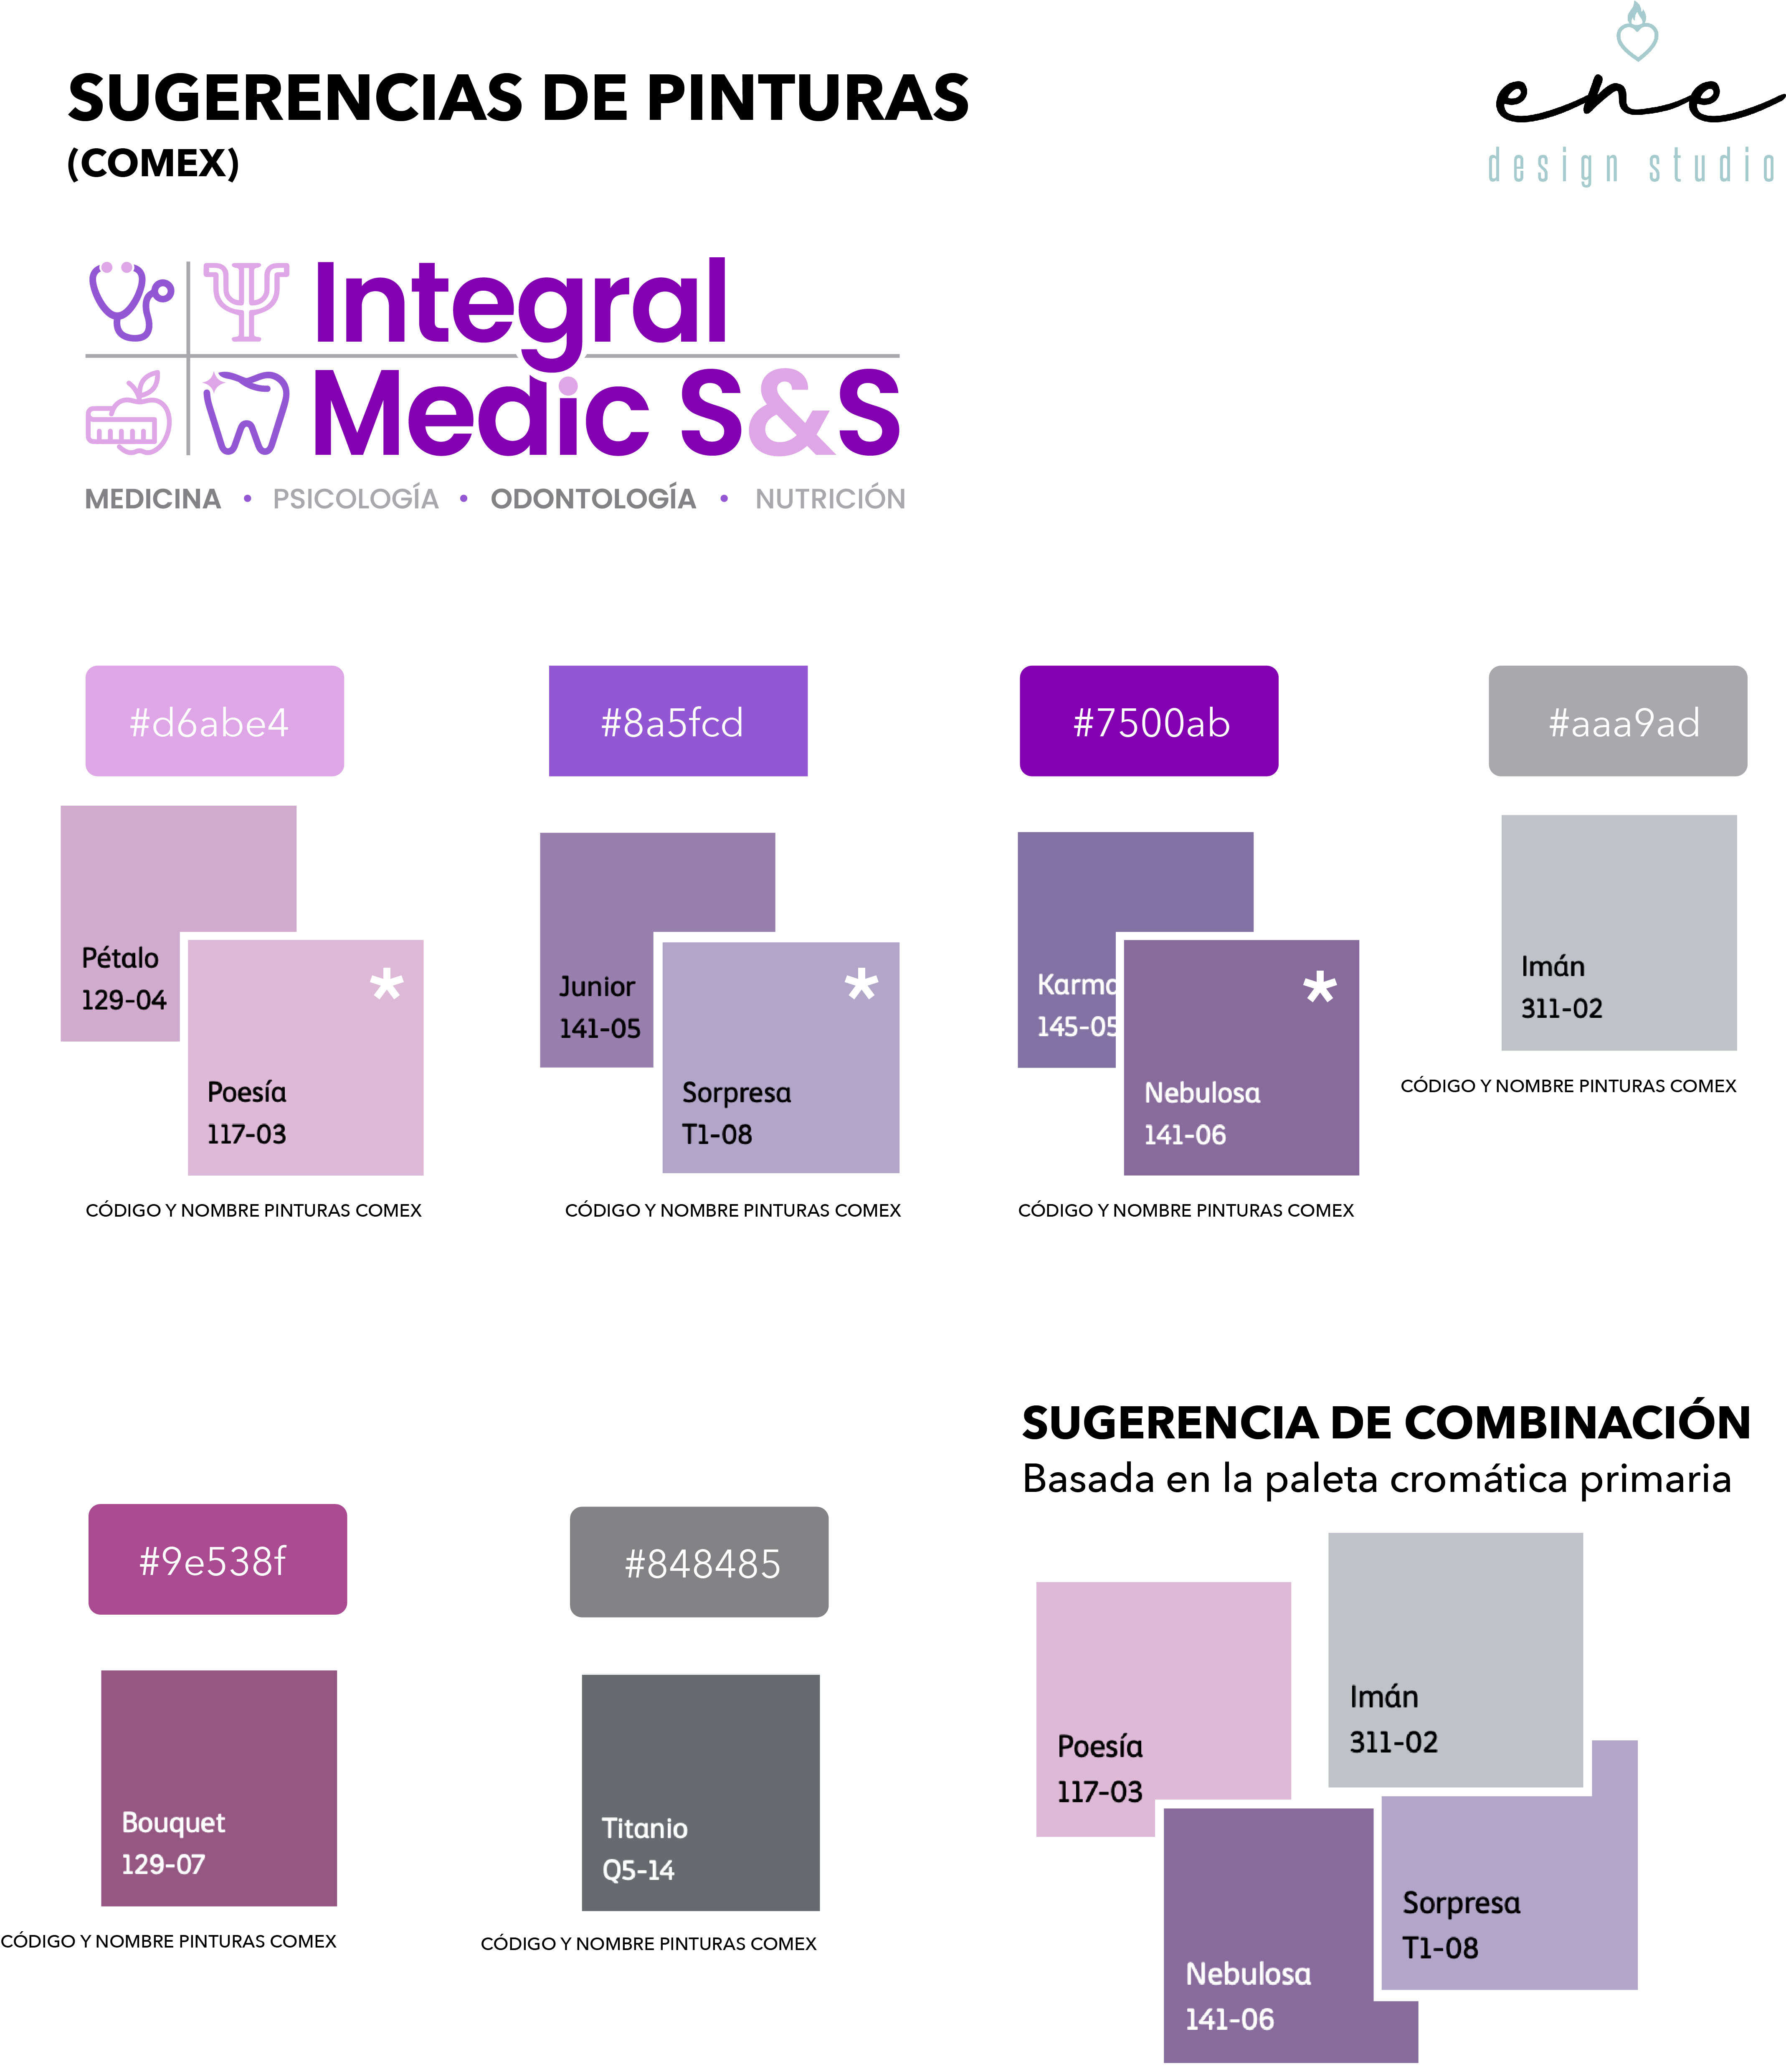 SUGERENCIAS DE PINTURAS
(COMEX)
ene
design studio
Integral
Medic S&S
MEDICINA • PSICOLOGÍA • ODONTOLOGÍA • NUTRICIÓN
#d6abe4
#8a5fcd
#7500ab
#aaa9ad
Pétalo
129-04
*
Poesía
117-03
CÓDIGO Y NOMBRE PINTURAS COMEX
Junior
141-05
*
Sorpresa
T1-08
CÓDIGO Y NOMBRE PINTURAS COMEX
Karma
145-05
*
Nebulosa
141-06
CÓDIGO Y NOMBRE PINTURAS COMEX
Imán
311-02
CÓDIGO Y NOMBRE PINTURAS COMEX
#9e538f
Bouquet
129-07
CÓDIGO Y NOMBRE PINTURAS COMEX
#848485
Titanio
Q5-14
CÓDIGO Y NOMBRE PINTURAS COMEX
SUGERENCIA DE COMBINACIÓN
Basada en la paleta cromática primaria
Poesía
117-03
Imán
311-02
Nebulosa
141-06
Sorpresa
T1-08